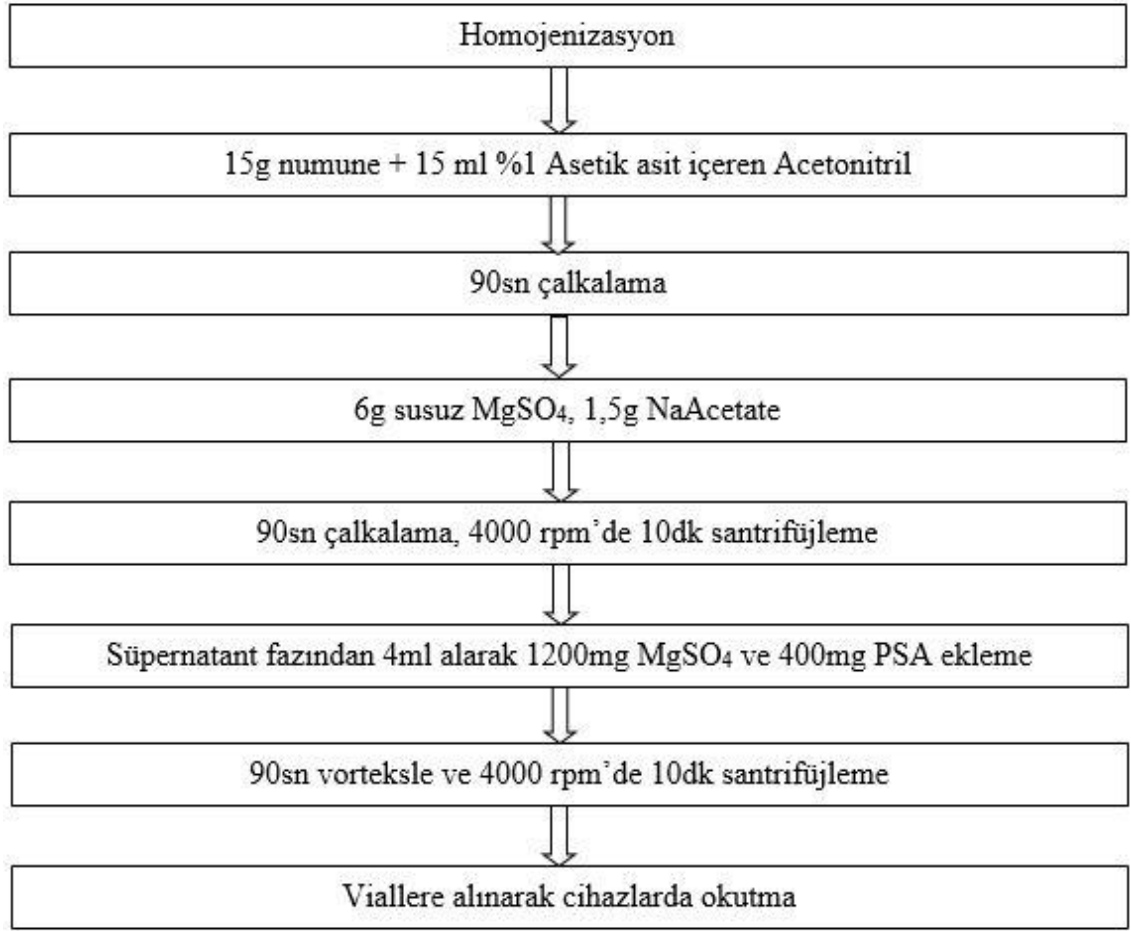 Homojenizasyon
15g numune + 15 ml %1 Asetik asit içeren Acetonitril
90sn çalkalama
6g susuz MgSO₄, 1,5g NaAcetate
90sn çalkalama, 4000 rpm’de 10dk santrifüjleme
Süpernatant fazından 4ml alarak 1200mg MgSO₄ ve 400mg PSA ekleme
90sn vorteksle ve 4000 rpm’de 10dk santrifüjleme
Viallere alınarak cihazlarda okutma